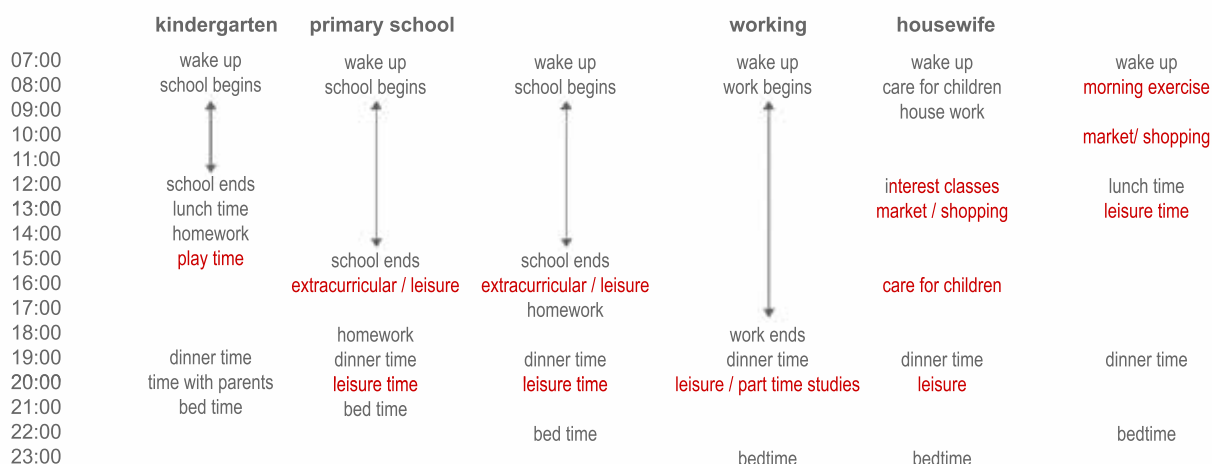 kindergarten primary school working housewife
07:00 wake up wake up wake up wake up wake up wake up
08:00 school begins school begins school begins work begins care for children morning exercise
09:00 house work
10:00 market/ shopping
11:00
12:00 school ends interest classes lunch time
13:00 lunch time market / shopping leisure time
14:00 homework
15:00 play time school ends school ends
16:00 extracurricular / leisure extracurricular / leisure care for children
17:00 homework
18:00 homework work ends
19:00 dinner time dinner time dinner time dinner time dinner time dinner time
20:00 time with parents leisure time leisure time leisure / part time studies leisure
21:00 bed time bed time
22:00 bed time bedtime
23:00 bedtime bedtime